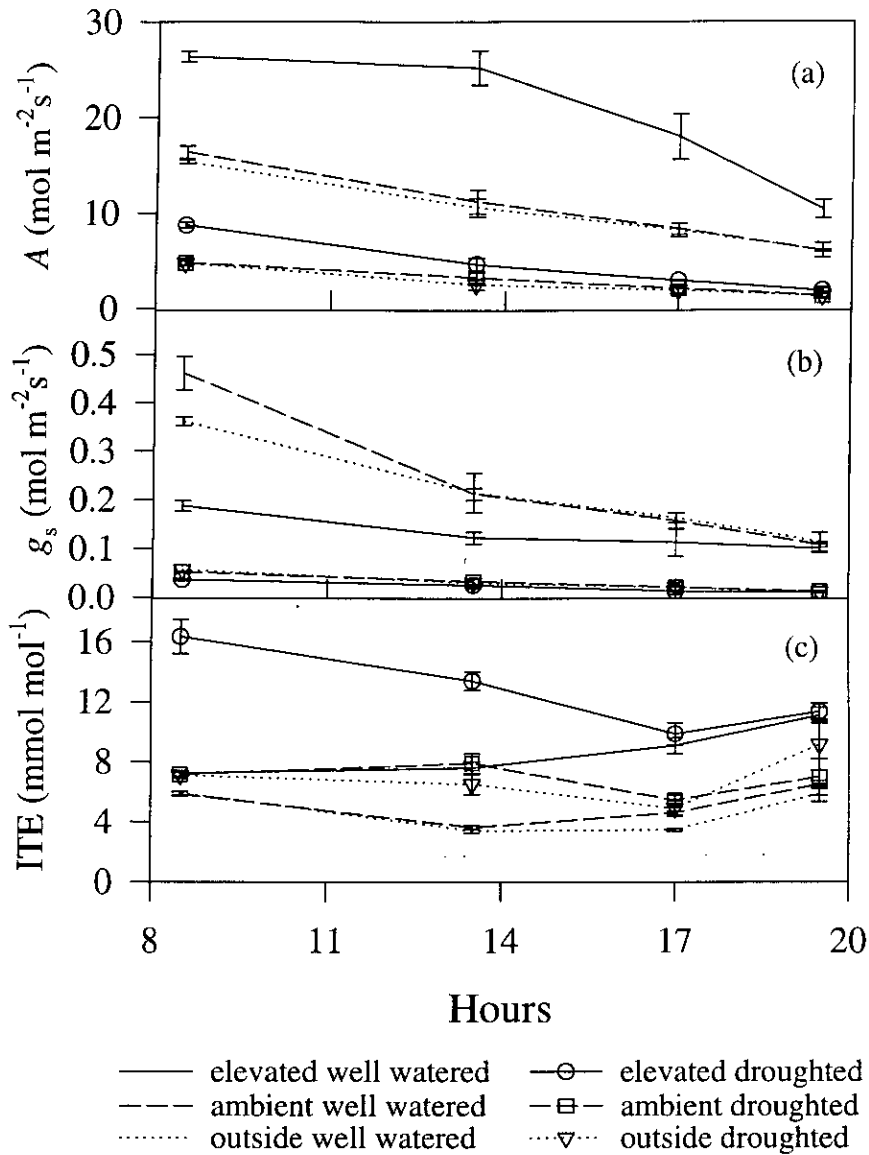 30
20
10
0
A (mol m⁻²s⁻¹)
(a)
0.5
0.4
0.3
0.2
0.1
0.0
gₛ (mol m⁻²s⁻¹)
(b)
16
12
8
4
0
ITE (mmol mol⁻¹)
(c)
8 11 14 17 20
Hours
elevated well watered elevated droughted
ambient well watered ambient droughted
outside well watered outside droughted